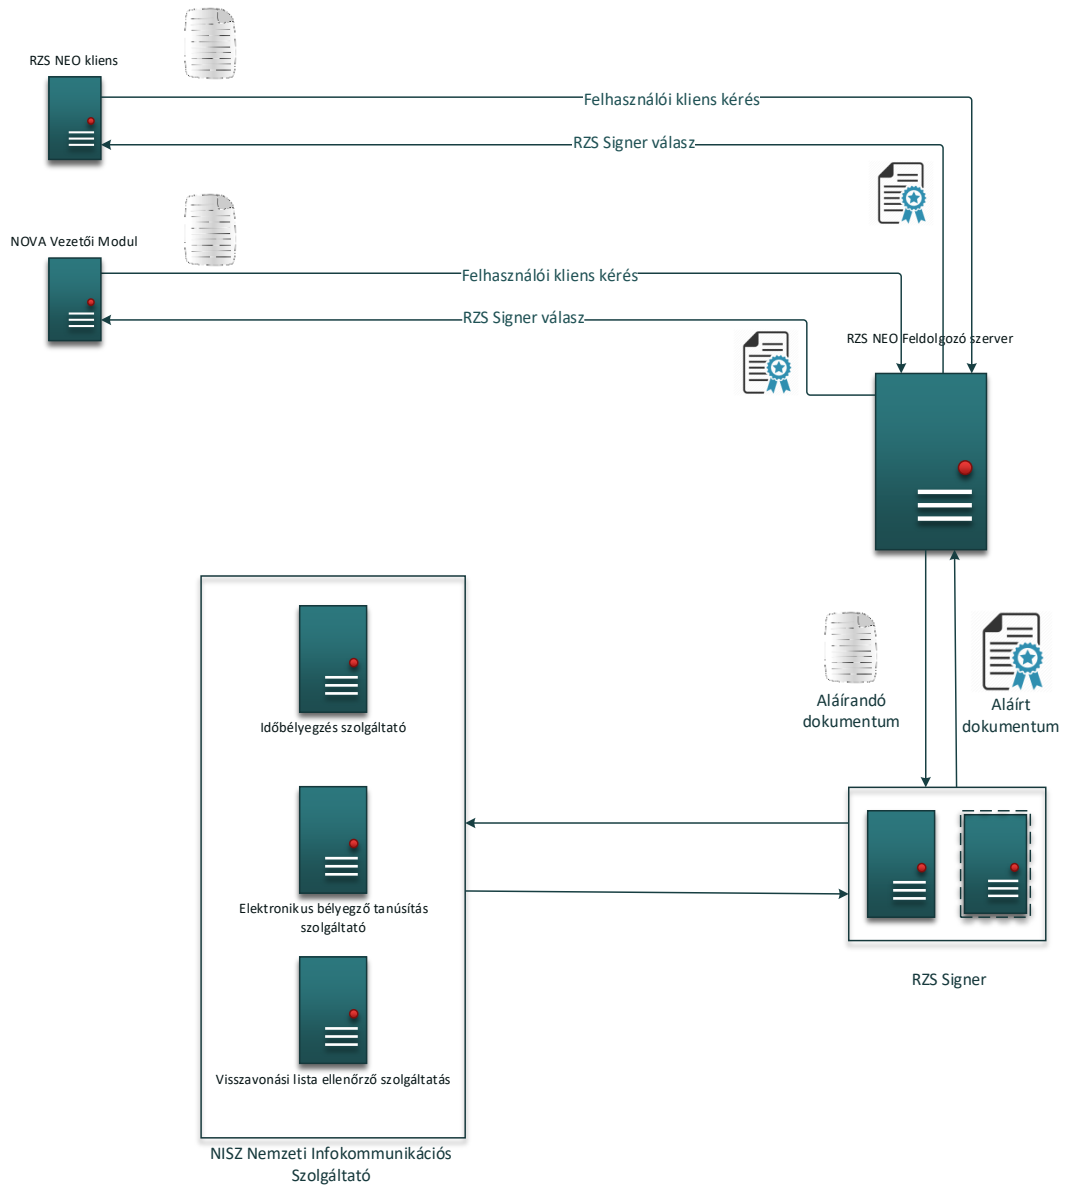 RZS NEO kliens
Felhasználói kliens kérés
RZS Signer válasz
NOVA Vezetői Modul
Felhasználói kliens kérés
RZS Signer válasz
RZS NEO Feldolgozó szerver
Aláírandó
dokumentum
Aláírt
dokumentum
Időbélyegzés szolgáltató
Elektronikus bélyegző tanúsítás
szolgáltató
RZS Signer
Visszavonási lista ellenőrző szolgáltatás
NISZ Nemzeti Infokommunikációs
Szolgáltató